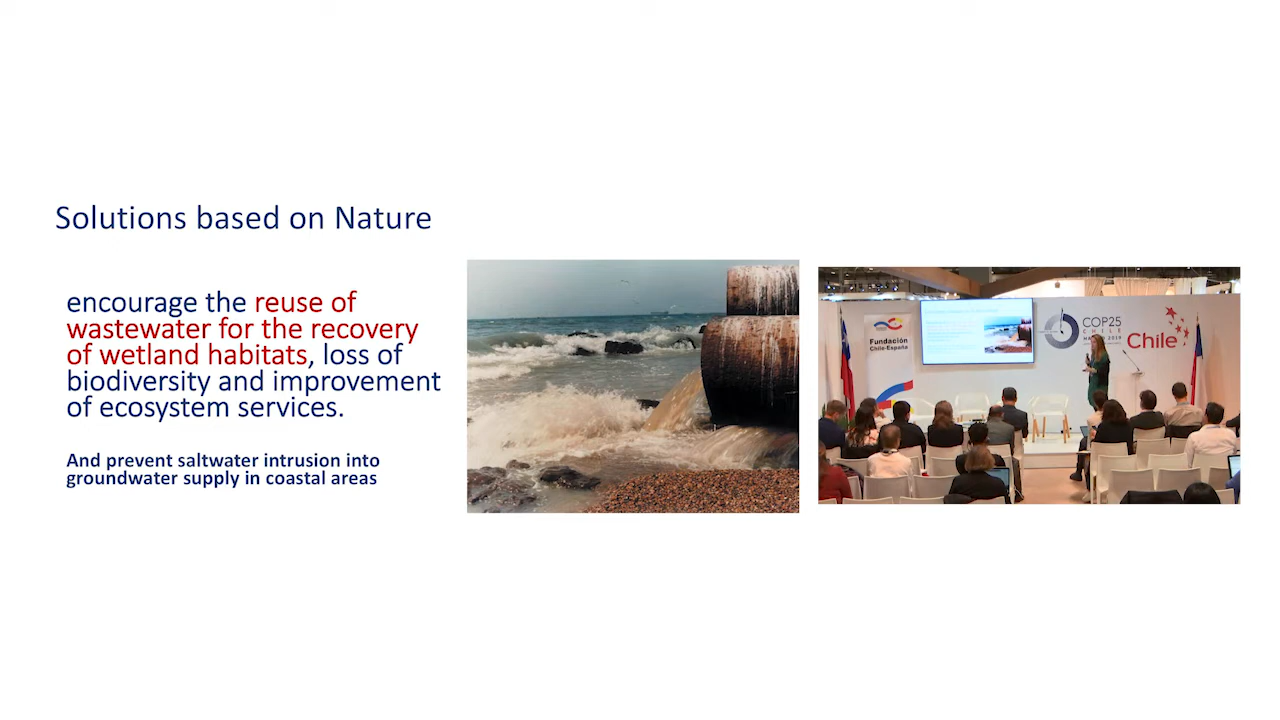 Solutions based on Nature
encourage the reuse of
wastewater for the recovery
of wetland habitats, loss of
biodiversity and improvement
of ecosystem services.
And prevent saltwater intrusion into
groundwater supply in coastal areas
Fundación
Chile-España
COP25
CHILE
Chile